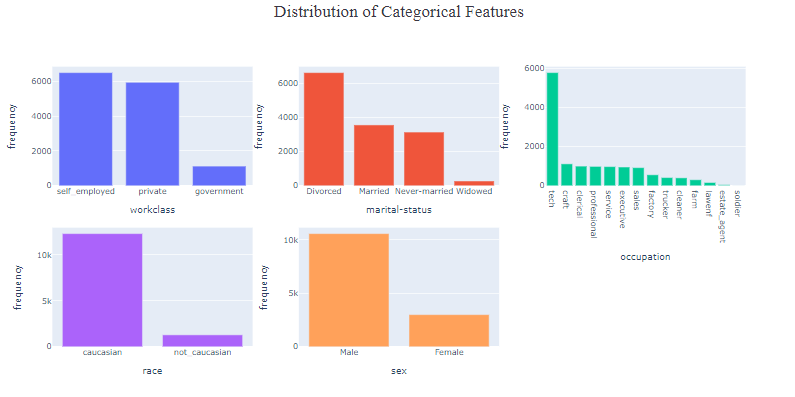 Distribution of Categorical Features
frequency
6000
4000
2000
0
self_employed private government
workclass
frequency
6000
4000
2000
0
Divorced Married Never-married Widowed
marital-status
frequency
6000
4000
2000
0
tech craft clerical professional service executive sales factory trucker cleaner farm lawenf estate_agent soldier
occupation
frequency
10k
5k
0
caucasian not_caucasian
race
frequency
10k
5k
0
Male Female
sex